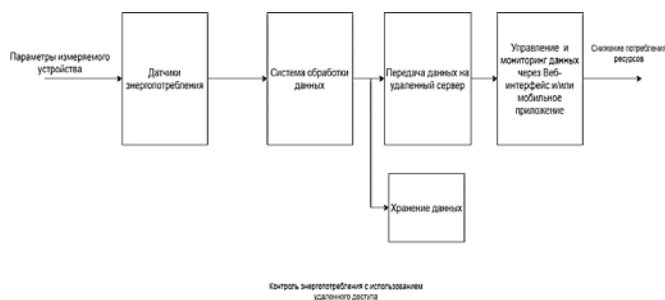 Параметры измеряемого
устройства
Датчики
энергопотребления
Система обработки
данных
Передача данных на
удаленный сервер
Управление и
мониторинг данных
через Веб-
интерфейс и/или
мобильное
приложение
Снижение потребления
ресурсов
Хранение данных
Контроль энергопотребления с использованием
удаленного доступа